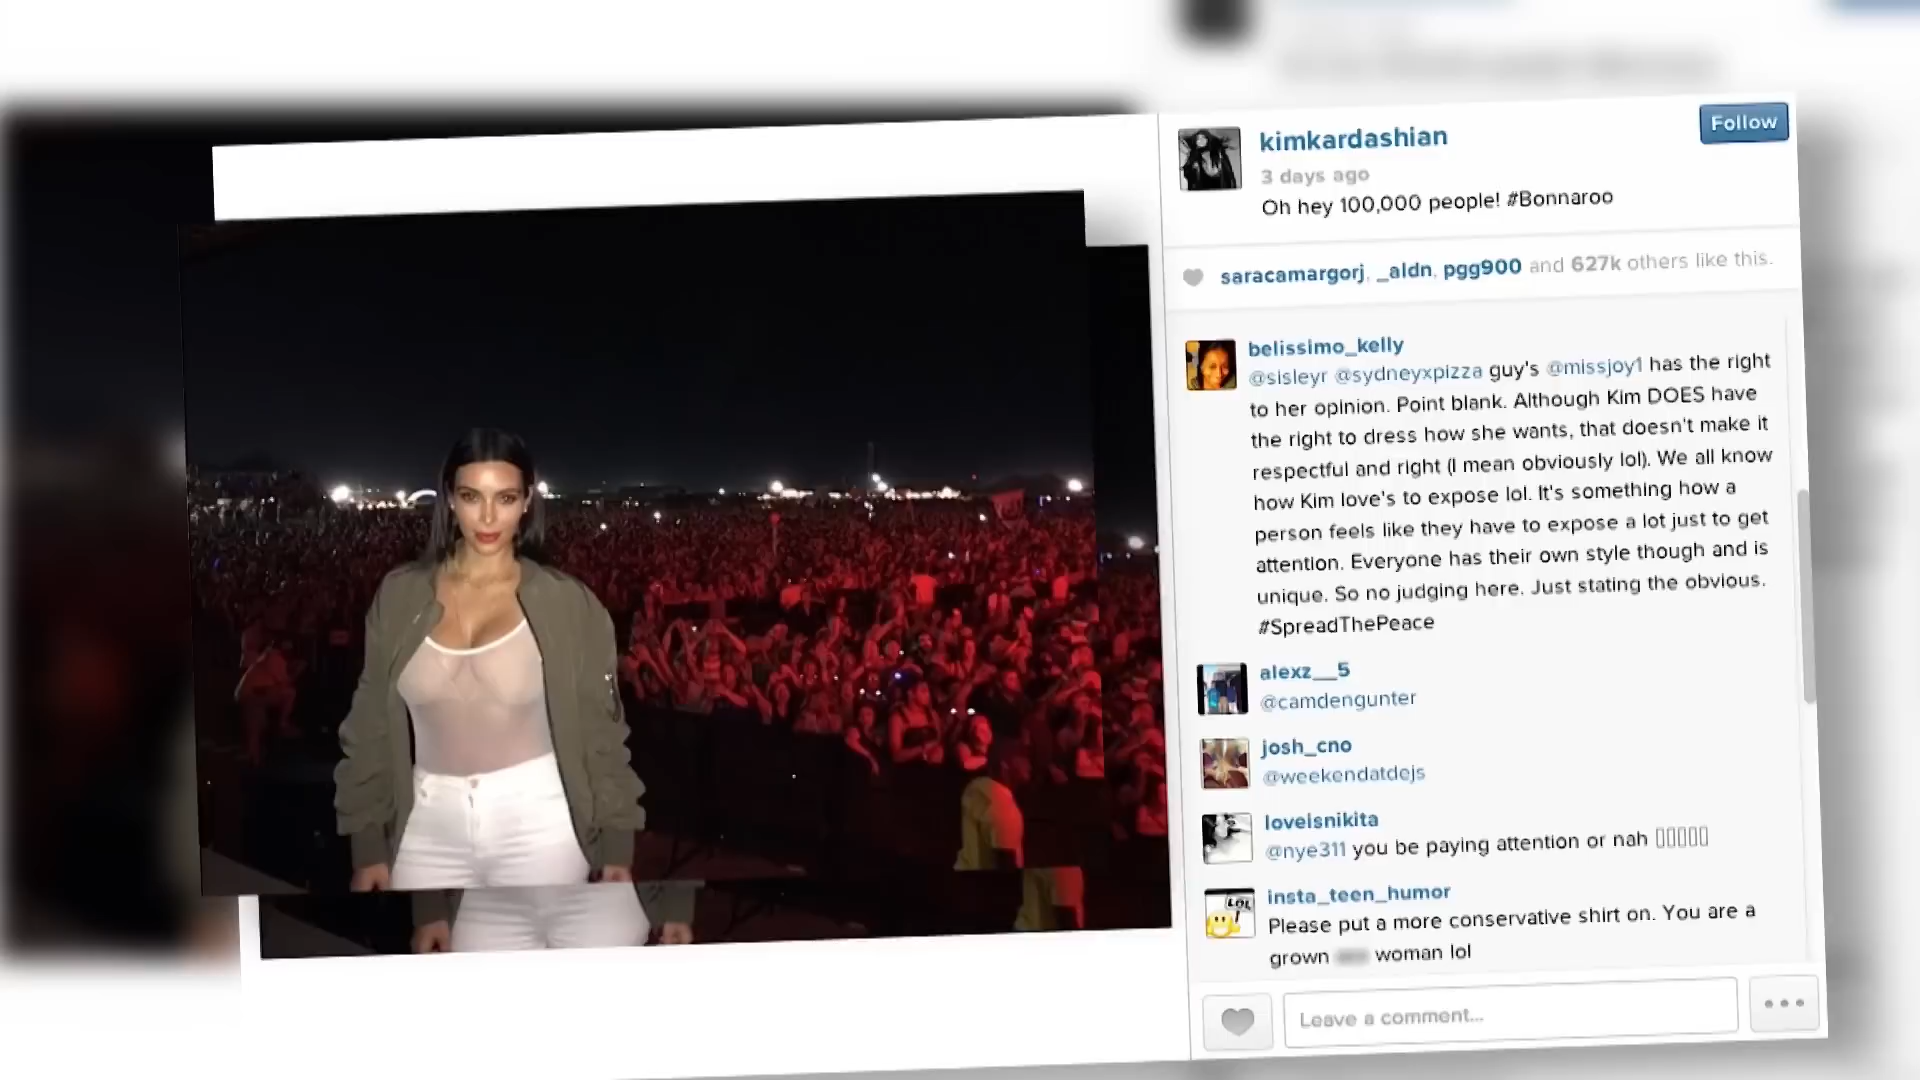 kimkardashian
Follow
3 days ago
Oh hey 100,000 people! #Bonnaroo
saracamargorj, _aldn, pgg900 and 627k others like this.
belissimo_kelly
@sisleyr @sydneyxpizza guy's @missjoy1 has the right
to her opinion. Point blank. Although Kim DOES have
the right to dress how she wants, that doesn't make it
respectful and right (I mean obviously lol). We all know
how Kim love's to expose lol. It's something how a
person feels like they have to expose a lot just to get
attention. Everyone has their own style though and is
unique. So no judging here. Just stating the obvious.
#SpreadThePeace
alexz__5
@camdengunter
josh_cno
@weekendatdejs
loveisnikita
@nye311 you be paying attention or nah
insta_teen_humor
LOL
Please put a more conservative shirt on. You are a
grown woman lol
Leave a comment...